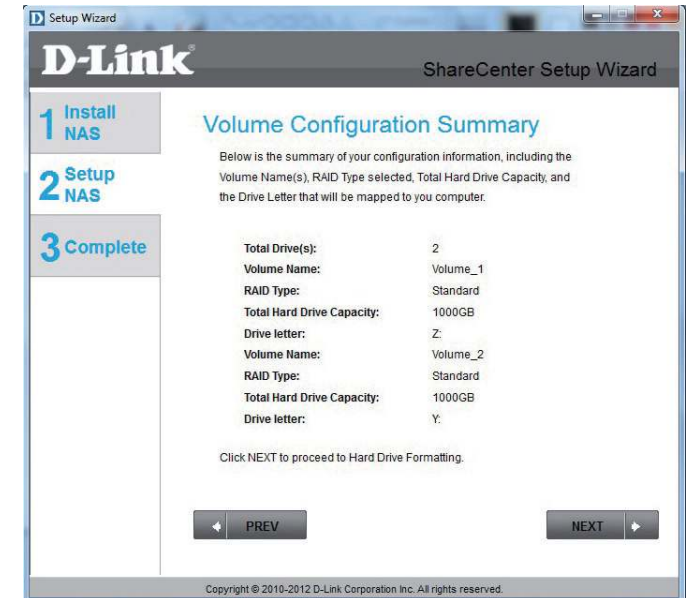 Setup Wizard
D-Link®
ShareCenter Setup Wizard
1 Install NAS
2 Setup NAS
3 Complete
Volume Configuration Summary
Below is the summary of your configuration information, including the
Volume Name(s), RAID Type selected, Total Hard Drive Capacity, and
the Drive Letter that will be mapped to you computer.
Total Drive(s): 2
Volume Name: Volume_1
RAID Type: Standard
Total Hard Drive Capacity: 1000GB
Drive letter: Z:
Volume Name: Volume_2
RAID Type: Standard
Total Hard Drive Capacity: 1000GB
Drive letter: Y:
Click NEXT to proceed to Hard Drive Formatting.
PREV
NEXT
Copyright © 2010-2012 D-Link Corporation Inc. All rights reserved.